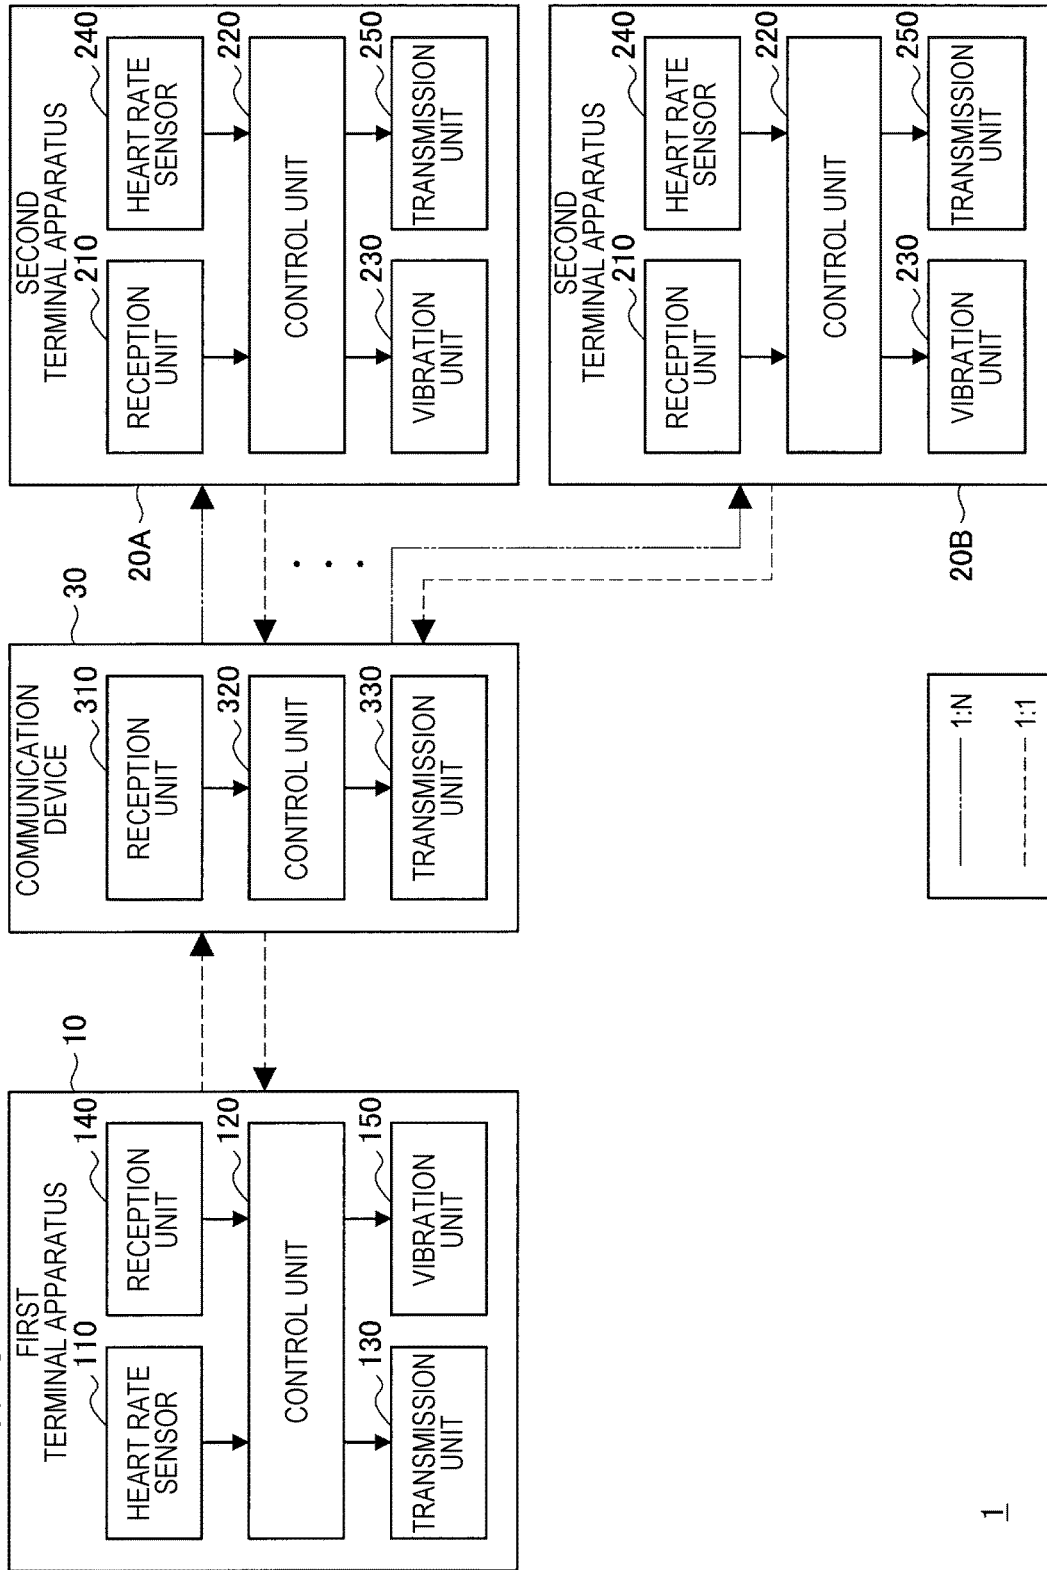 FIRST
TERMINAL APPARATUS
10
110
HEART RATE
SENSOR
140
RECEPTION
UNIT
120
CONTROL UNIT
130
TRANSMISSION
UNIT
150
VIBRATION
UNIT
COMMUNICATION
DEVICE
30
310
RECEPTION
UNIT
320
CONTROL UNIT
330
TRANSMISSION
UNIT
20A
SECOND
TERMINAL APPARATUS
210
RECEPTION
UNIT
240
HEART RATE
SENSOR
220
CONTROL UNIT
230
VIBRATION
UNIT
250
TRANSMISSION
UNIT
20B
SECOND
TERMINAL APPARATUS
210
RECEPTION
UNIT
240
HEART RATE
SENSOR
220
CONTROL UNIT
230
VIBRATION
UNIT
250
TRANSMISSION
UNIT
1:N
1:1
1